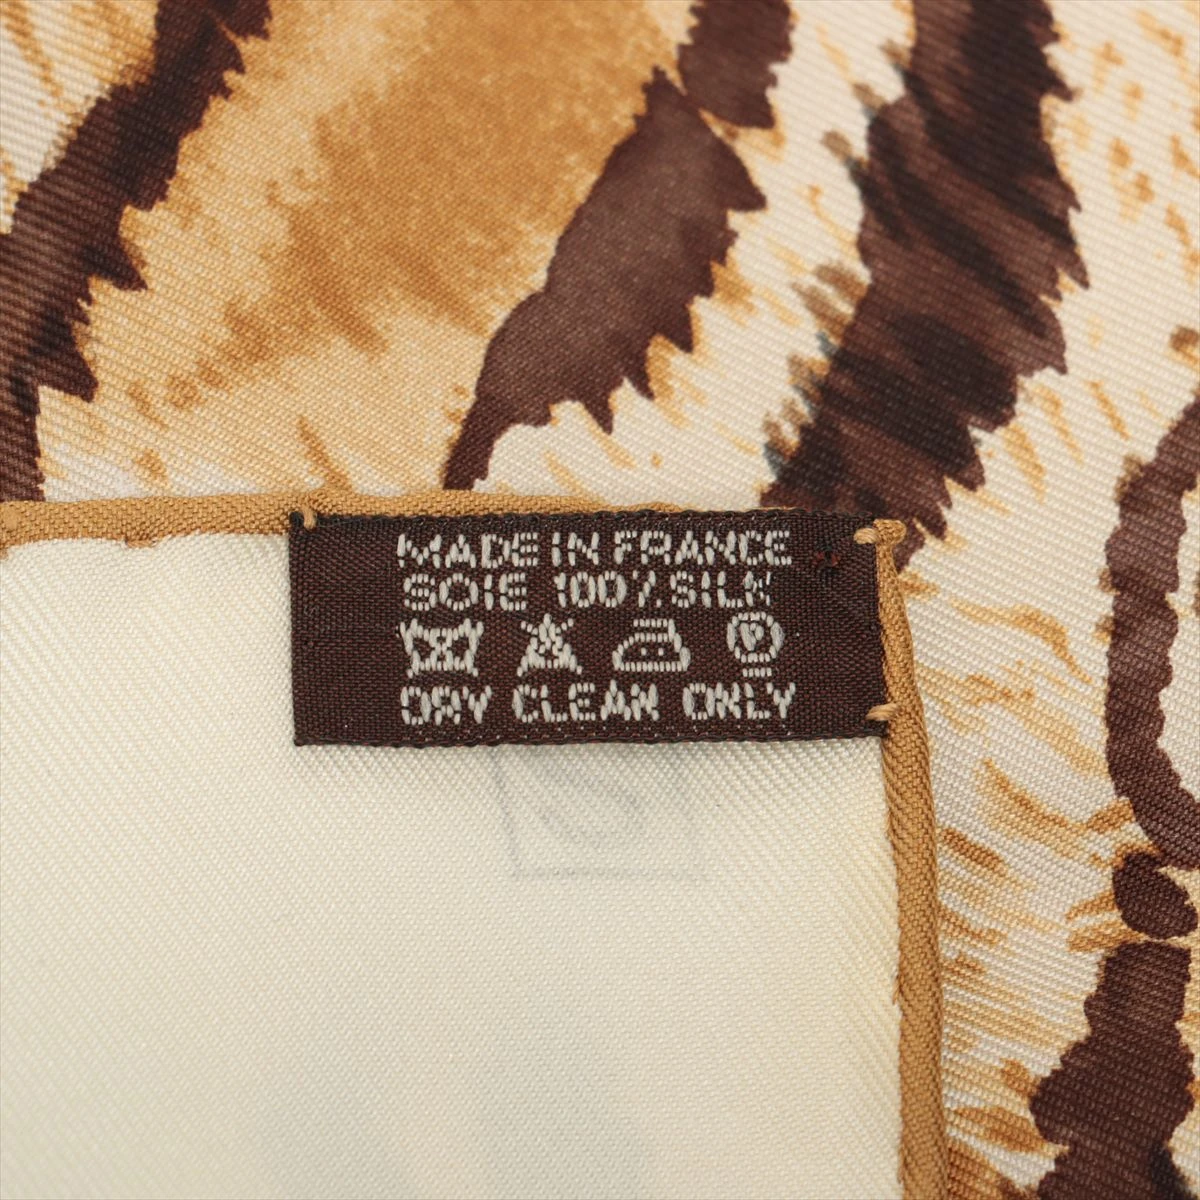 MADE IN FRANCE
SOIE 100% SILK
P
DRY CLEAN ONLY